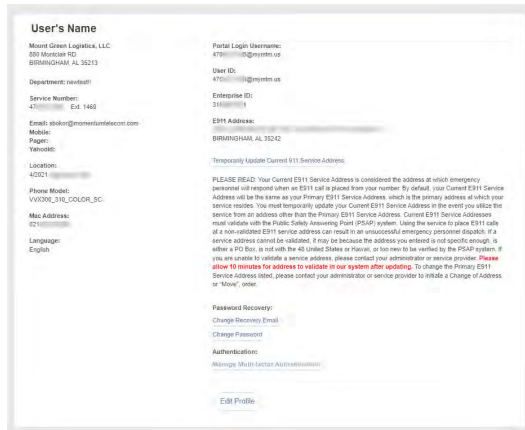 User's Name
Mount Green Logistics, LLC
880 Montclair RD
BIRMINGHAM, AL 35213
Department: newtest!!
Service Number:
Ext. 1469
Email: sbokor@momentumtelecom.com
Mobile:
Pager:
YahooId:
Location:
4/2021
Phone Model:
VVX300_310_COLOR_SC-
Mac Address:
Language:
English
Portal Login Username:
@mymtm.us
User ID:
@mymtm.us
Enterprise ID:
E911 Address:
BIRMINGHAM, AL 35242
Temporarily Update Current 911 Service Address
PLEASE READ: Your Current E911 Service Address is considered the address at which emergency
personnel will respond when an E911 call is placed from your number. By default, your Current E911 Service
Address will be the same as your Primary E911 Service Address, which is the primary address at which your
service resides. You must temporarily update your Current E911 Service Address in the event you utilize the
service from an address other than the Primary E911 Service Address. Current E911 Service Addresses
must validate with the Public Safety Answering Point (PSAP) system. Using the service to place E911 calls
at a non-validated E911 service address can result in an unsuccessful emergency personnel dispatch. If a
service address cannot be validated, it may be because the address you entered is not specific enough, is
either a PO Box, is not with the 48 United States or Hawaii, or too new to be verified by the PSAP system. If
you are unable to validate a service address, please contact your administrator or service provider. Please
allow 10 minutes for address to validate in our system after updating. To change the Primary E911
Service Address listed, please contact your administrator or service provider to initiate a Change of Address
or "Move", order.
Password Recovery:
Change Recovery Email
Change Password
Authentication:
Manage Multi-factor Authentication
Edit Profile